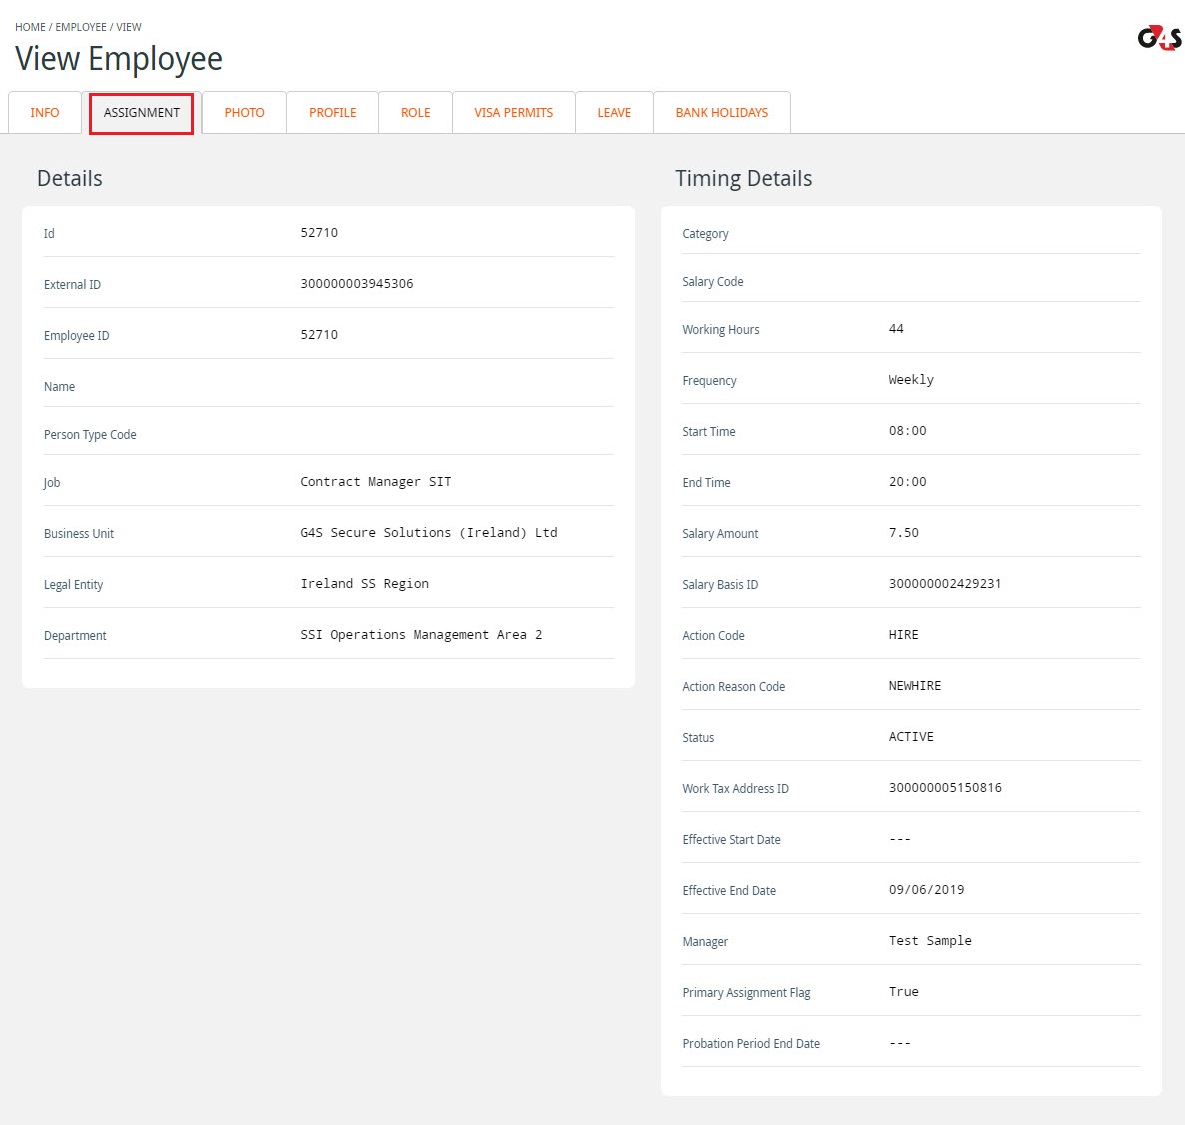 HOME / EMPLOYEE / VIEW
View Employee
G4S
INFO
ASSIGNMENT
PHOTO
PROFILE
ROLE
VISA PERMITS
LEAVE
BANK HOLIDAYS
Details
Id 52710
External ID 300000003945306
Employee ID 52710
Name
Person Type Code
Job Contract Manager SIT
Business Unit G4S Secure Solutions (Ireland) Ltd
Legal Entity Ireland SS Region
Department SSI Operations Management Area 2
Timing Details
Category
Salary Code
Working Hours 44
Frequency Weekly
Start Time 08:00
End Time 20:00
Salary Amount 7.50
Salary Basis ID 300000002429231
Action Code HIRE
Action Reason Code NEWHIRE
Status ACTIVE
Work Tax Address ID 300000005150816
Effective Start Date ---
Effective End Date 09/06/2019
Manager Test Sample
Primary Assignment Flag True
Probation Period End Date ---